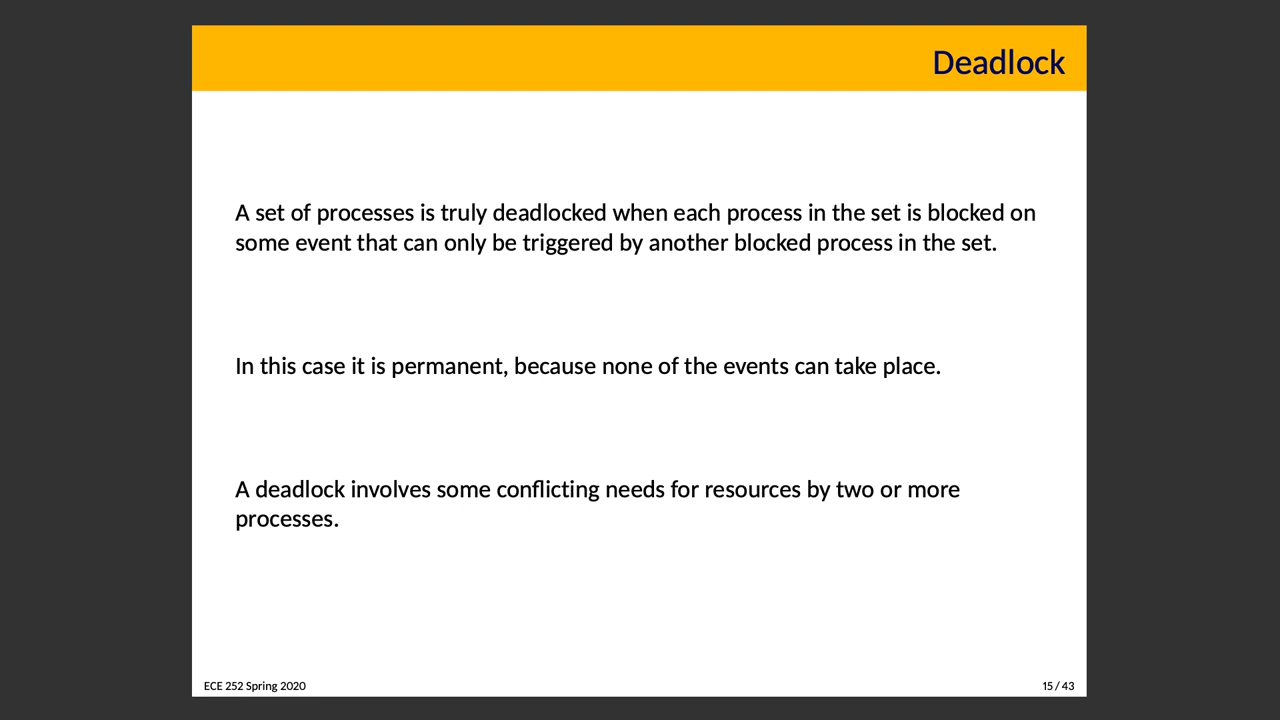 Deadlock
A set of processes is truly deadlocked when each process in the set is blocked on
some event that can only be triggered by another blocked process in the set.
In this case it is permanent, because none of the events can take place.
A deadlock involves some conflicting needs for resources by two or more
processes.
ECE 252 Spring 2020
15 / 43